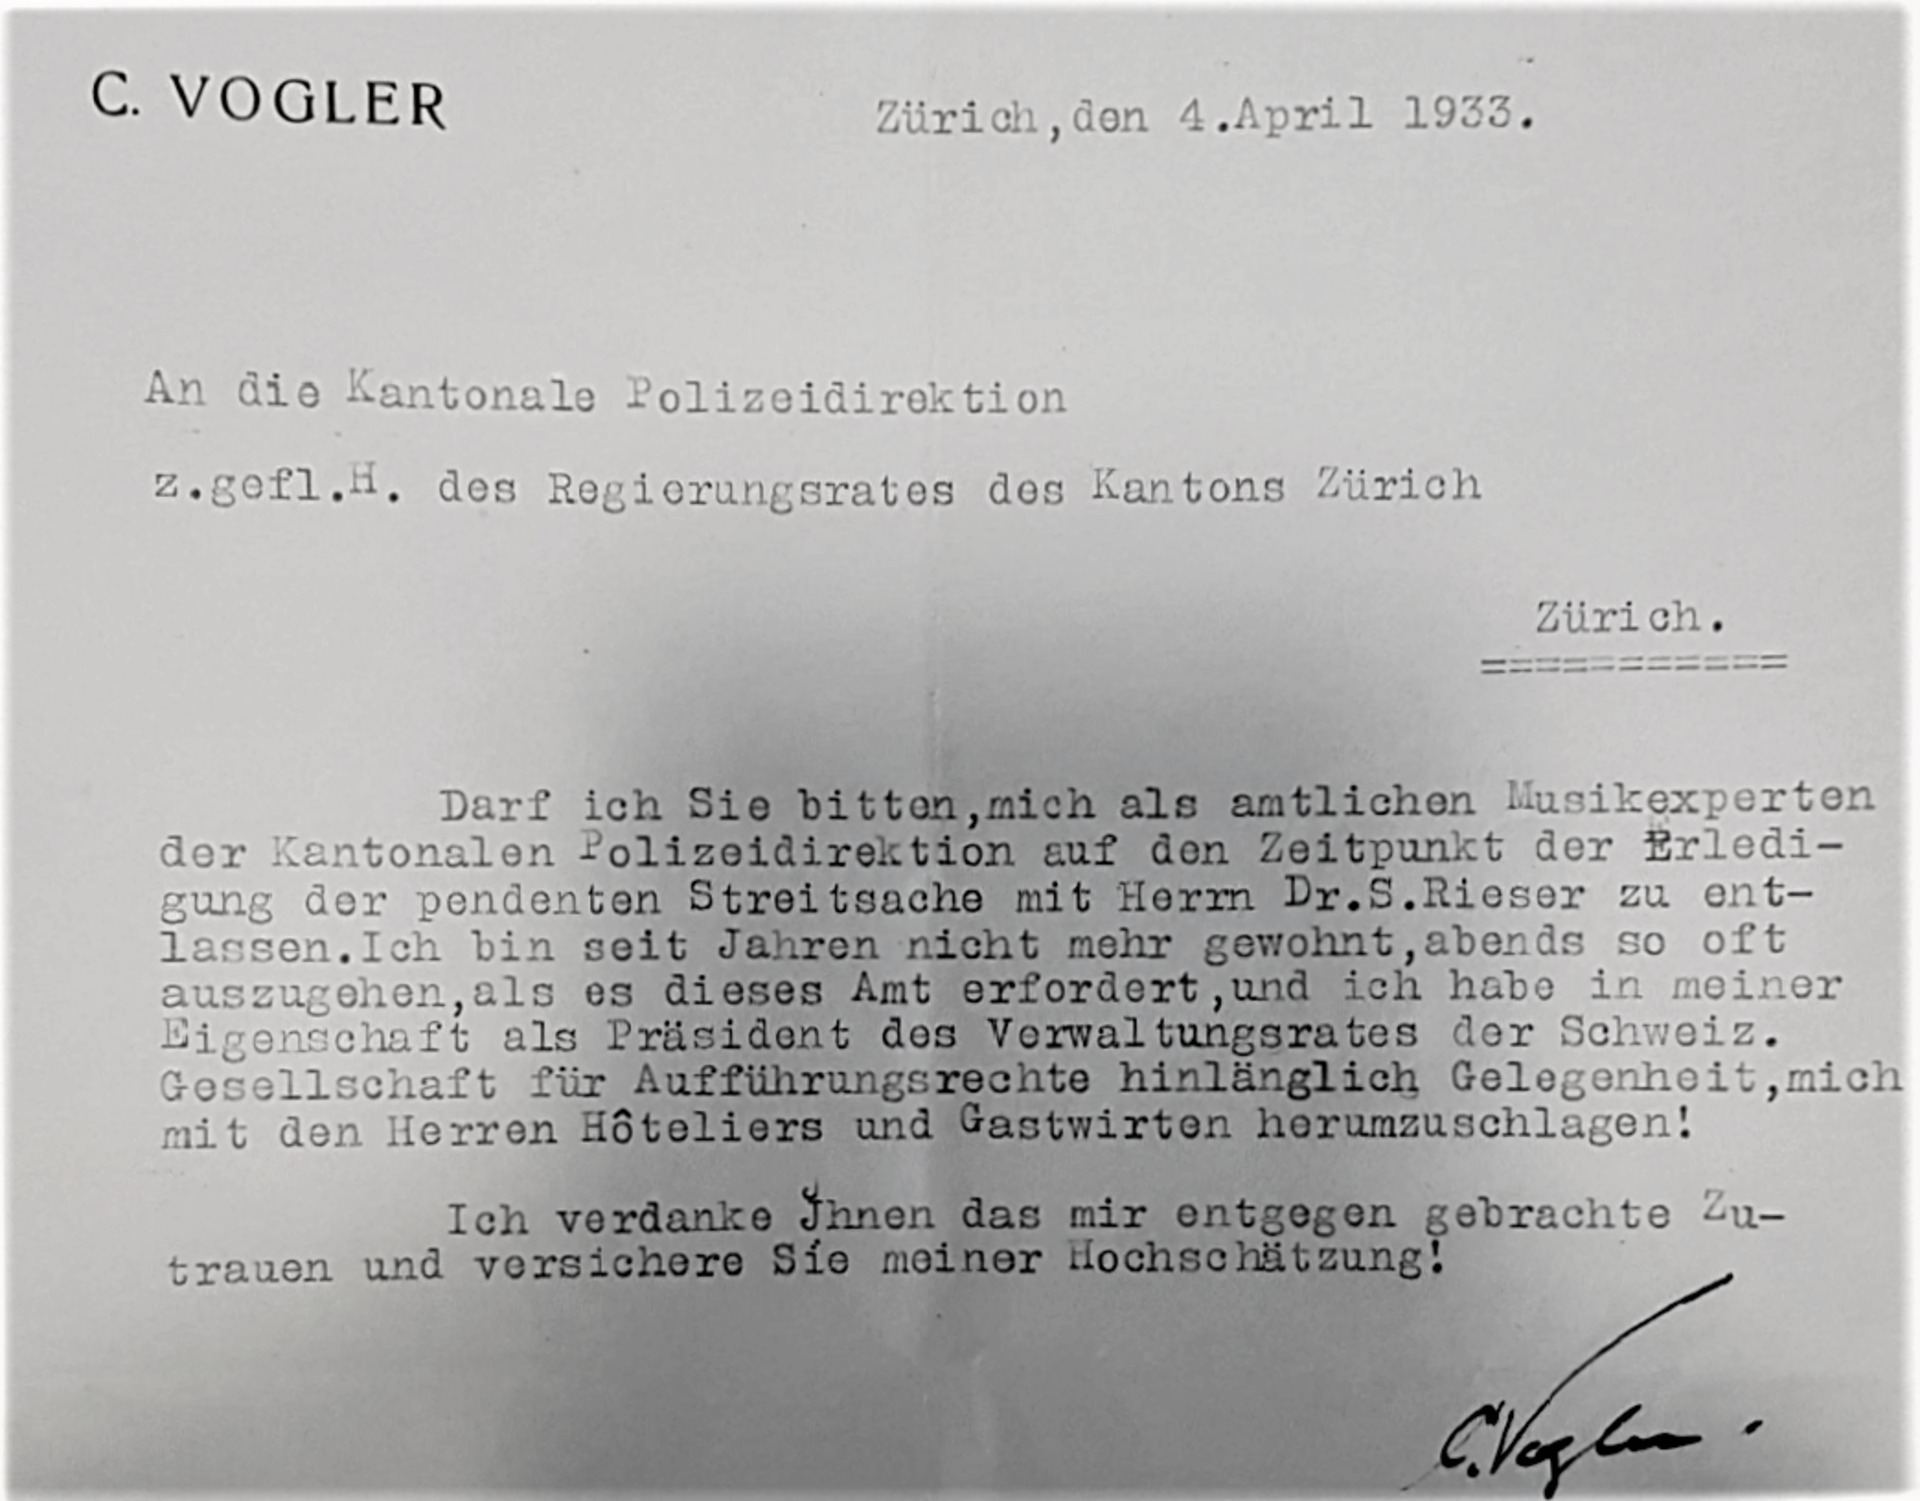 C. VOGLER
Zürich,den 4.April 1933.
An die Kantonale Polizeidirektion
z.gefl.H. des Regierungsrates des Kantons Zürich
Zürich.
===========
Darf ich Sie bitten,mich als amtlichen Musikexperten
der Kantonalen Polizeidirektion auf den Zeitpunkt der Erledi-
gung der pendenten Streitsache mit Herrn Dr.S.Rieser zu ent-
lassen.Ich bin seit Jahren nicht mehr gewohnt,abends so oft
auszugehen,als es dieses Amt erfordert,und ich habe in meiner
Eigenschaft als Präsident des Verwaltungsrates der Schweiz.
Gesellschaft für Aufführungsrechte hinlänglich Gelegenheit,mich
mit den Herren Hôteliers und Gastwirten herumzuschlagen!
Ich verdanke Jhnen das mir entgegen gebrachte Zu-
trauen und versichere Sie meiner Hochschätzung!
C. Vogler.